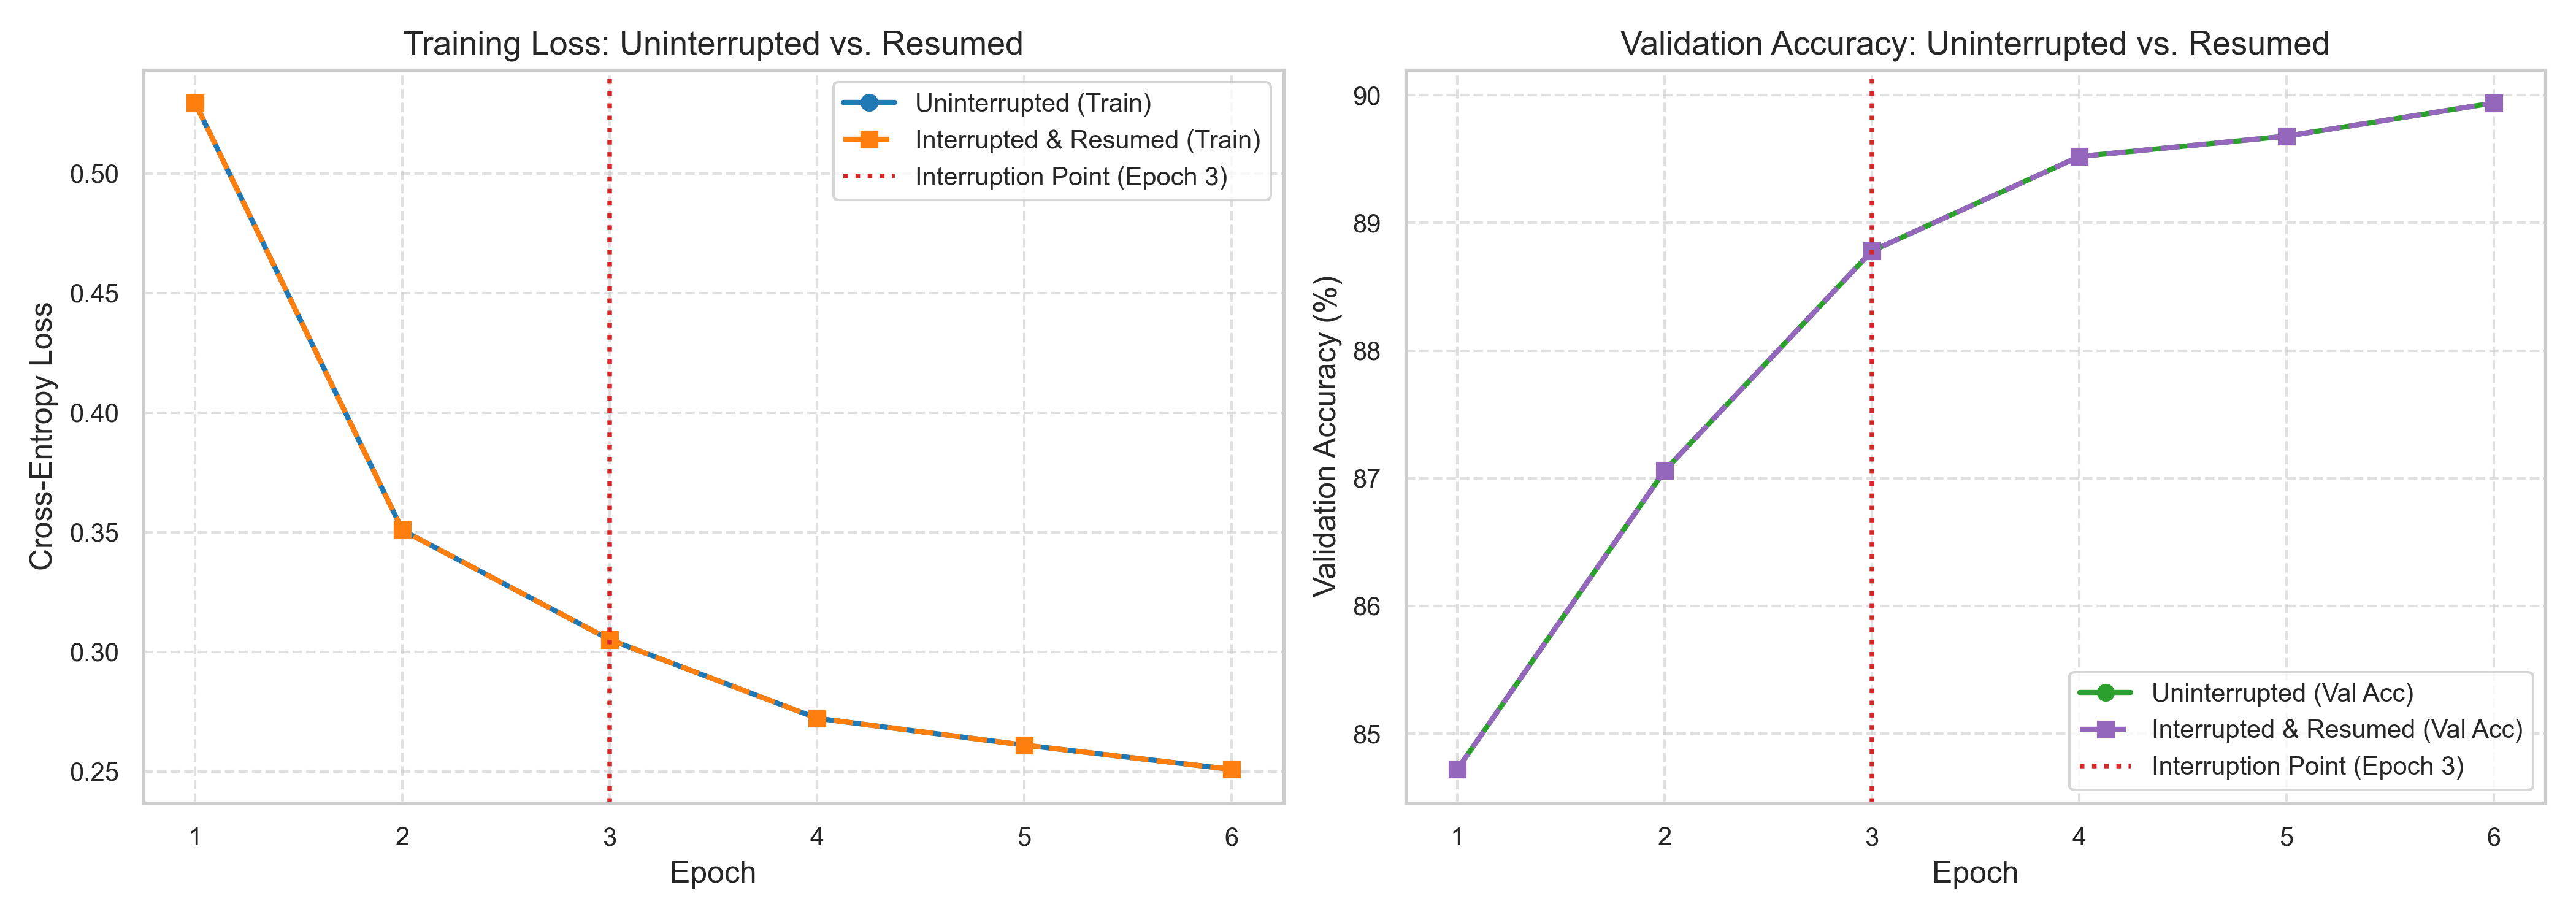 Training Loss: Uninterrupted vs. Resumed
Uninterrupted (Train)
Interrupted & Resumed (Train)
Interruption Point (Epoch 3)
Cross-Entropy Loss
0.50
0.45
0.40
0.35
0.30
0.25
1 2 3 4 5 6
Epoch
Validation Accuracy: Uninterrupted vs. Resumed
Validation Accuracy (%)
90
89
88
87
86
85
Uninterrupted (Val Acc)
Interrupted & Resumed (Val Acc)
Interruption Point (Epoch 3)
1 2 3 4 5 6
Epoch